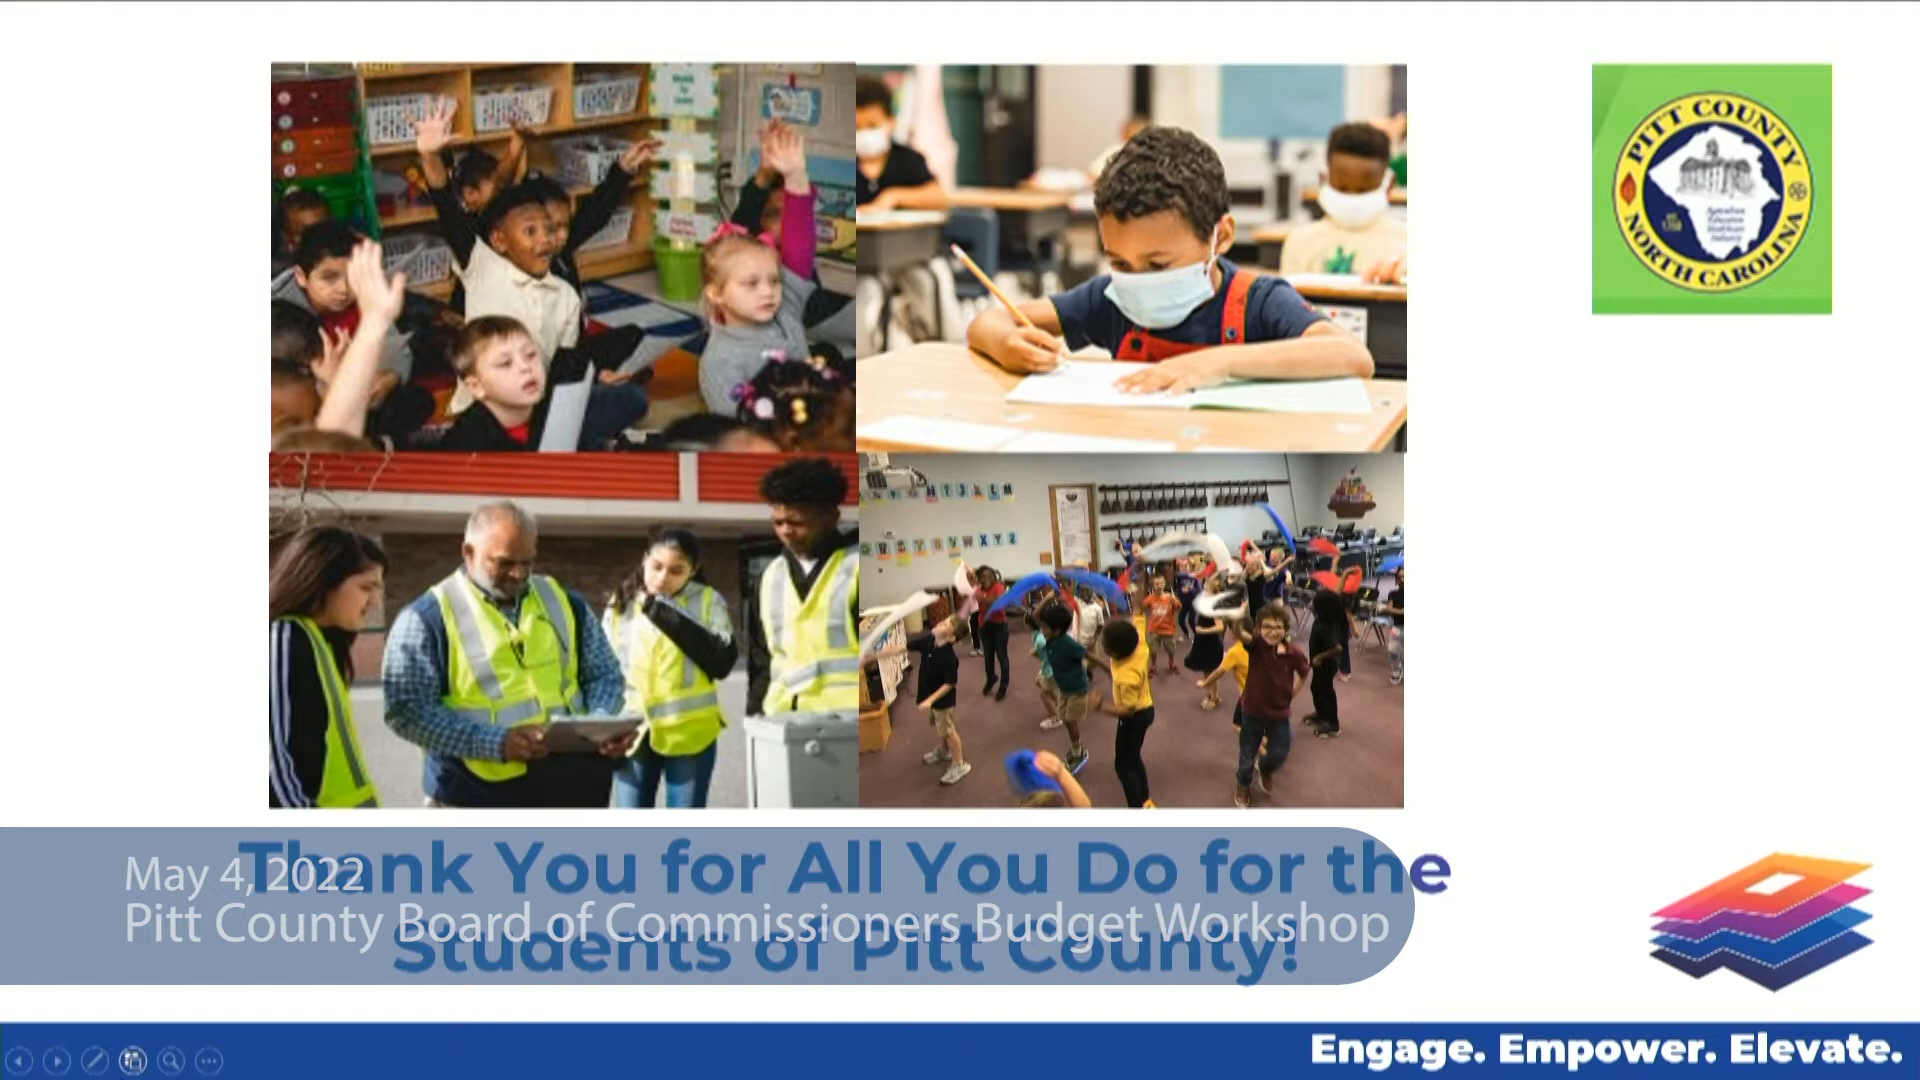 PITT COUNTY
NORTH CAROLINA
Thank You for All You Do for the
Students of Pitt County!
May 4, 2022
Pitt County Board of Commissioners Budget Workshop
Engage. Empower. Elevate.